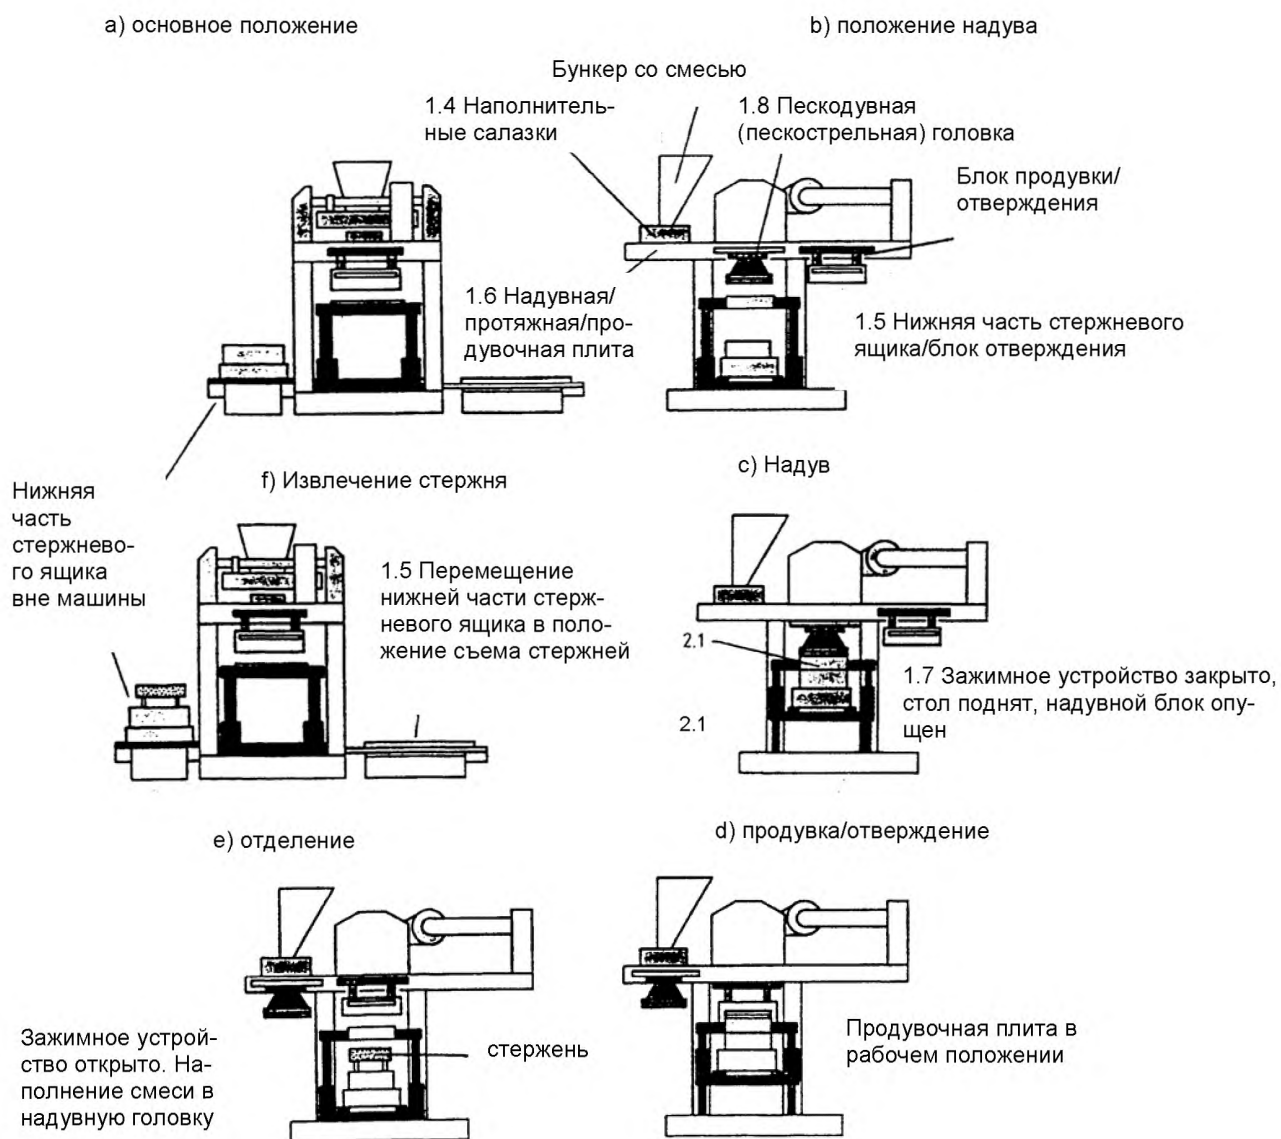 a) основное положение
b) положение надува
Бункер со смесью
1.4 Наполнитель-
ные салазки
1.8 Пескодувная
(пескострельная) головка
Блок продувки/
отверждения
1.6 Надувная/
протяжная/про-
дувочная плита
1.5 Нижняя часть стержневого
ящика/блок отверждения
Нижняя
часть
стержнево-
го ящика
вне машины
f) Извлечение стержня
1.5 Перемещение
нижней части стерж-
невого ящика в поло-
жение съема стержней
c) Надув
2.1
2.1
1.7 Зажимное устройство закрыто,
стол поднят, надувной блок опу-
щен
e) отделение
d) продувка/отверждение
Зажимное устрой-
ство открыто. На-
полнение смеси в
надувную головку
стержень
Продувочная плита в
рабочем положении